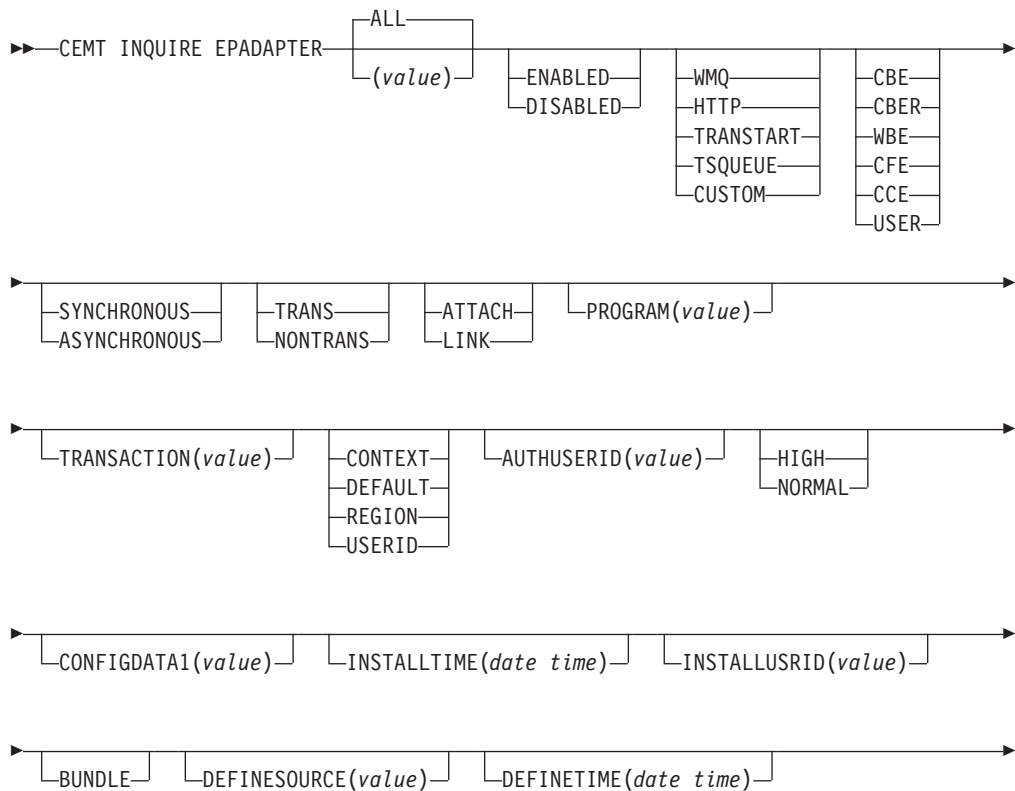 ALL
CEMT INQUIRE EPADAPTER
(value)
ENABLED
DISABLED
WMQ
HTTP
TRANSTART
TSQUEUE
CUSTOM
CBE
CBER
WBE
CFE
CCE
USER
SYNCHRONOUS
ASYNCHRONOUS
TRANS
NONTRANS
ATTACH
LINK
PROGRAM(value)
TRANSACTION(value)
CONTEXT
DEFAULT
REGION
USERID
AUTHUSERID(value)
HIGH
NORMAL
CONFIGDATA1(value)
INSTALLTIME(date time)
INSTALLUSRID(value)
BUNDLE
DEFINESOURCE(value)
DEFINETIME(date time)